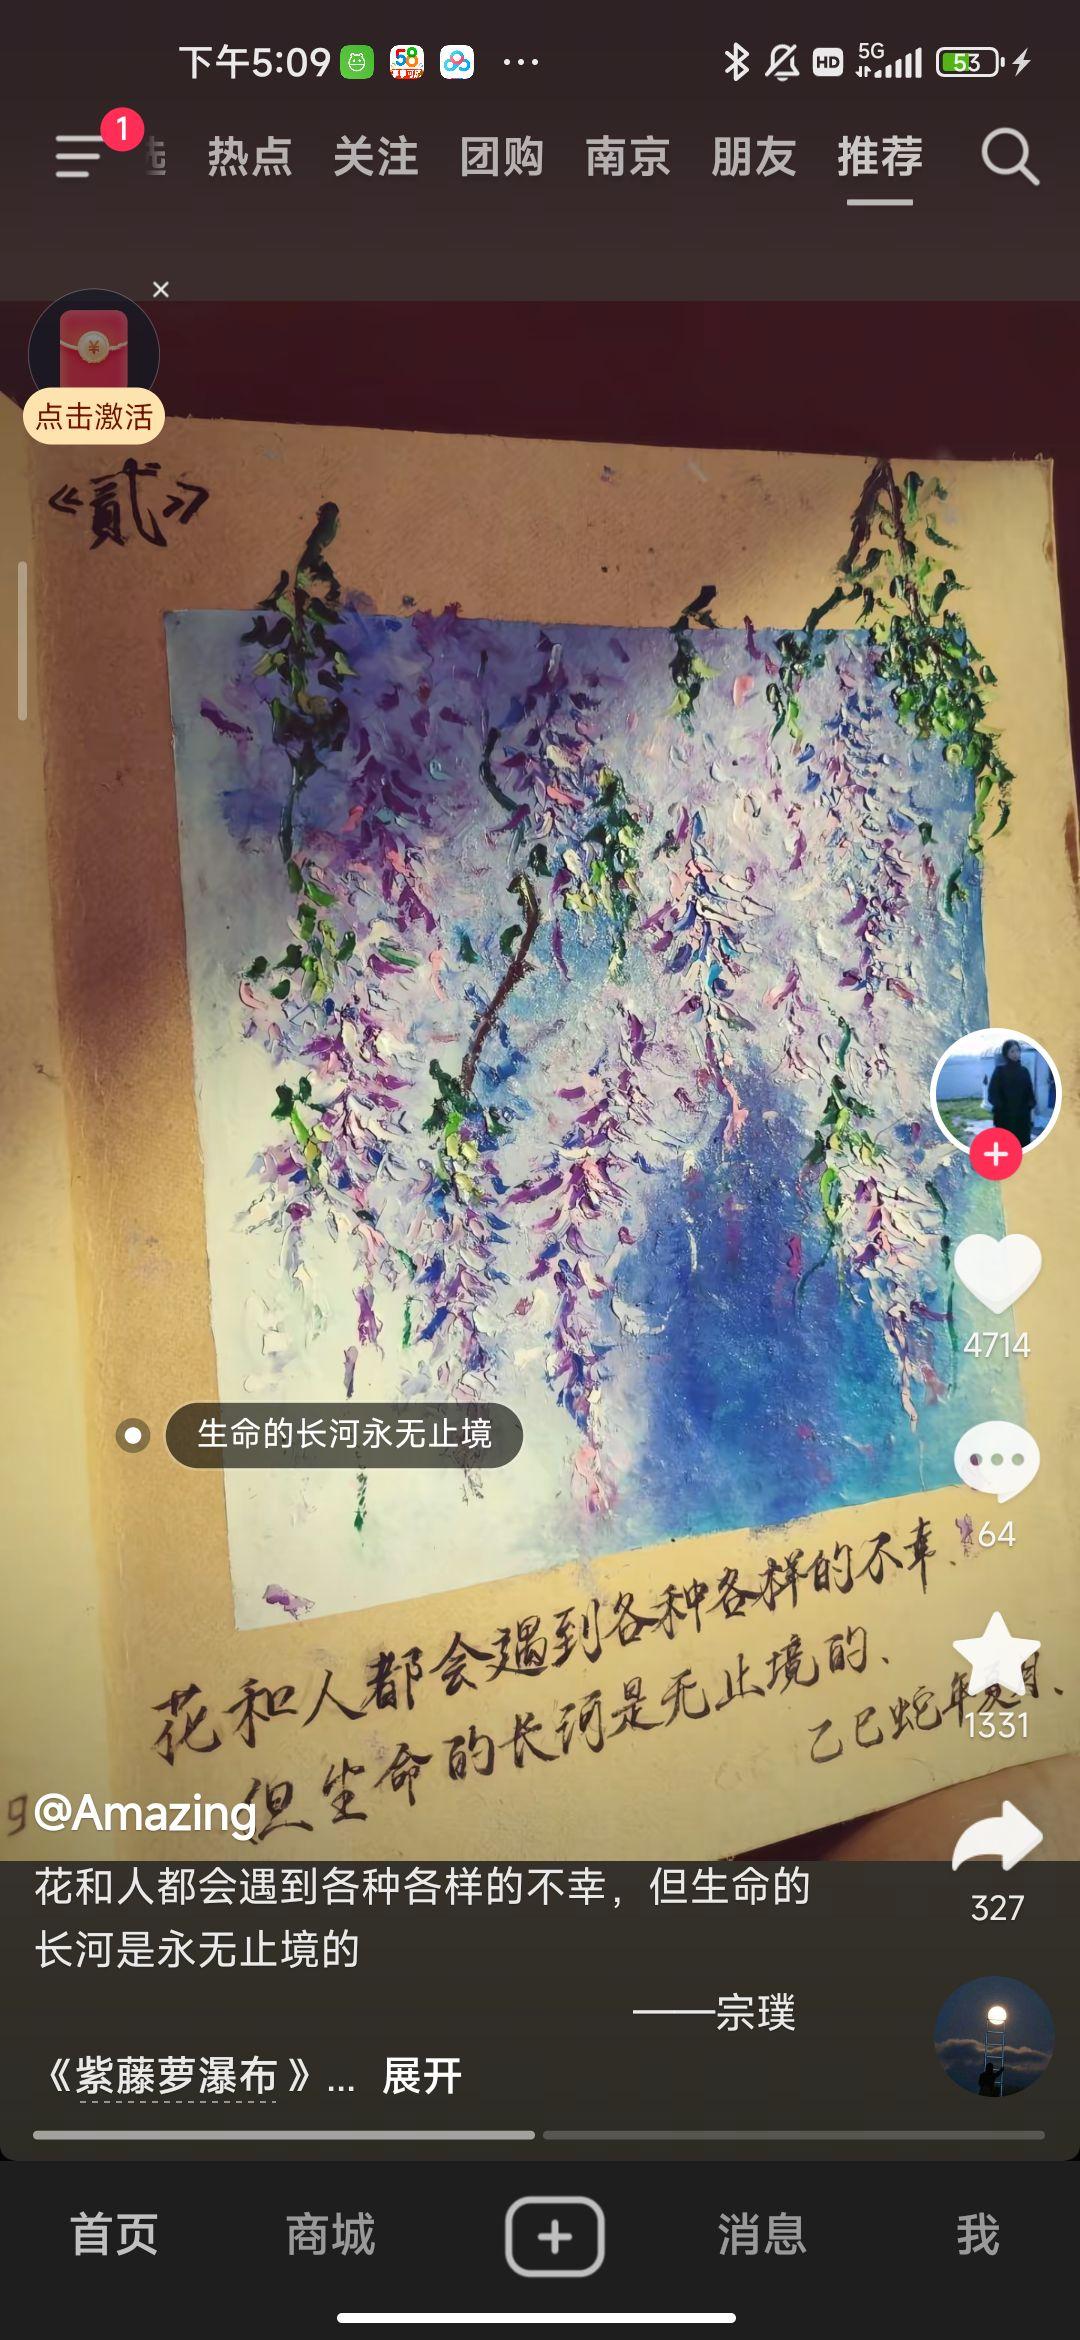 下午5:09
58
HD
5G
53
1
热点 关注 团购 南京 朋友 推荐
点击激活
《貳》
生命的长河永无止境
花和人都会遇到各种各样的不幸、
但生命的长河是无止境的、
乙巳蛇年夏月、
4714
64
1331
327
@Amazing
花和人都会遇到各种各样的不幸，但生命的
长河是永无止境的
——宗璞
《紫藤萝瀑布》... 展开
首页 商城 消息 我